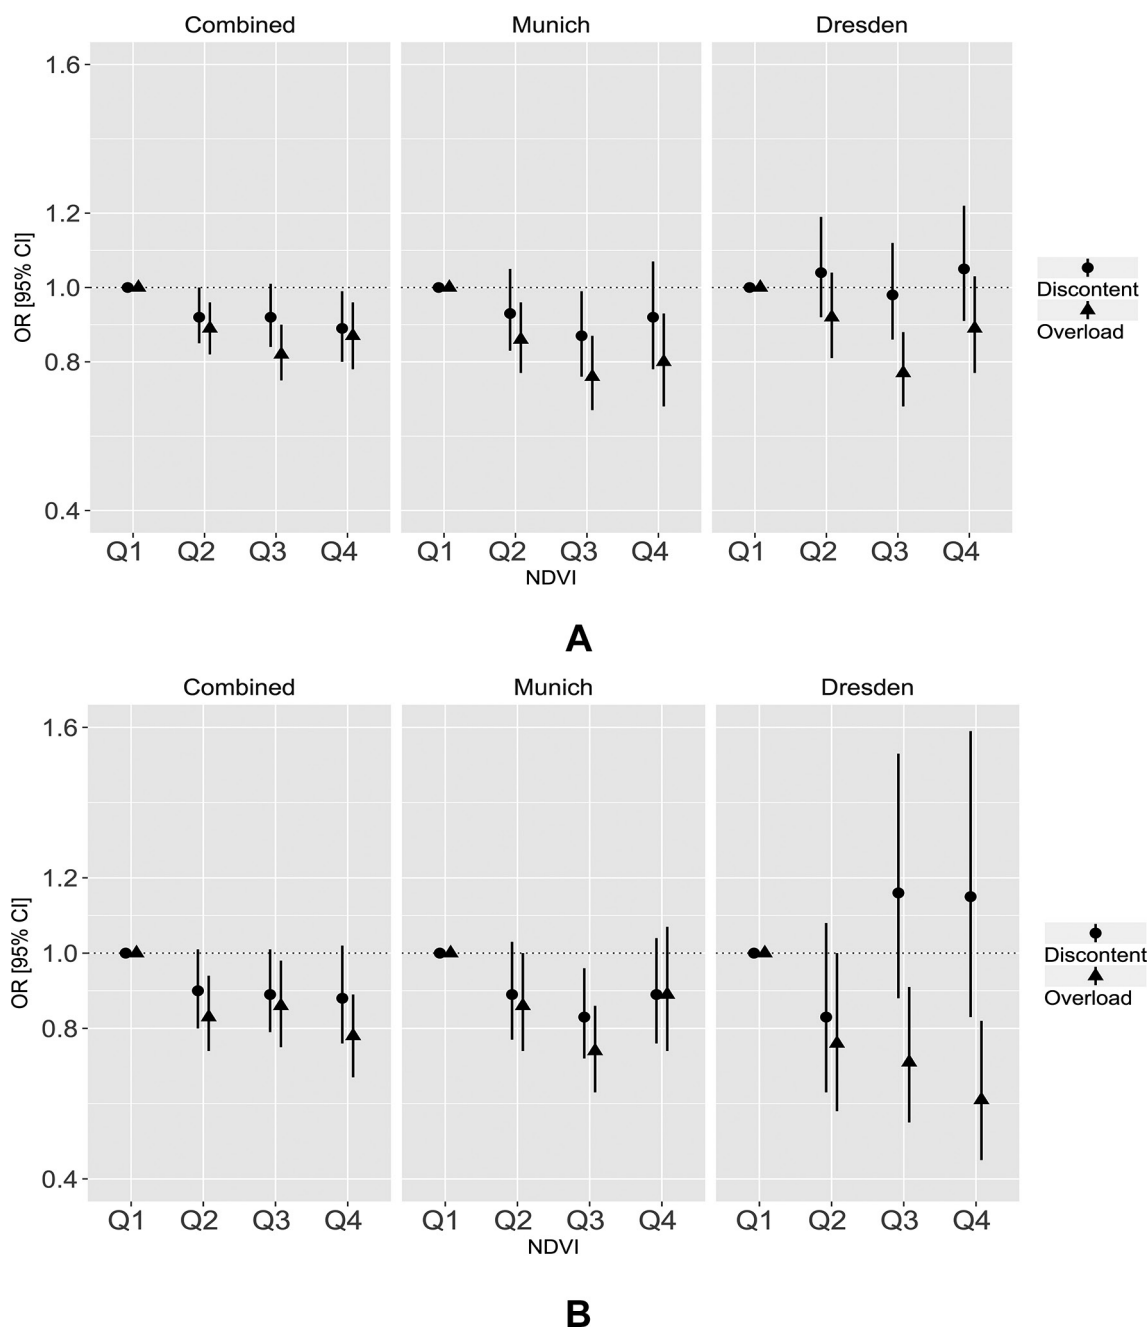 Combined Munich Dresden
1.6
1.2
1.0
0.8
0.4
OR [95% CI]
Q1 Q2 Q3 Q4 Q1 Q2 Q3 Q4 Q1 Q2 Q3 Q4
NDVI
Discontent
Overload
A
Combined Munich Dresden
1.6
1.2
1.0
0.8
0.4
OR [95% CI]
Q1 Q2 Q3 Q4 Q1 Q2 Q3 Q4 Q1 Q2 Q3 Q4
NDVI
Discontent
Overload
B